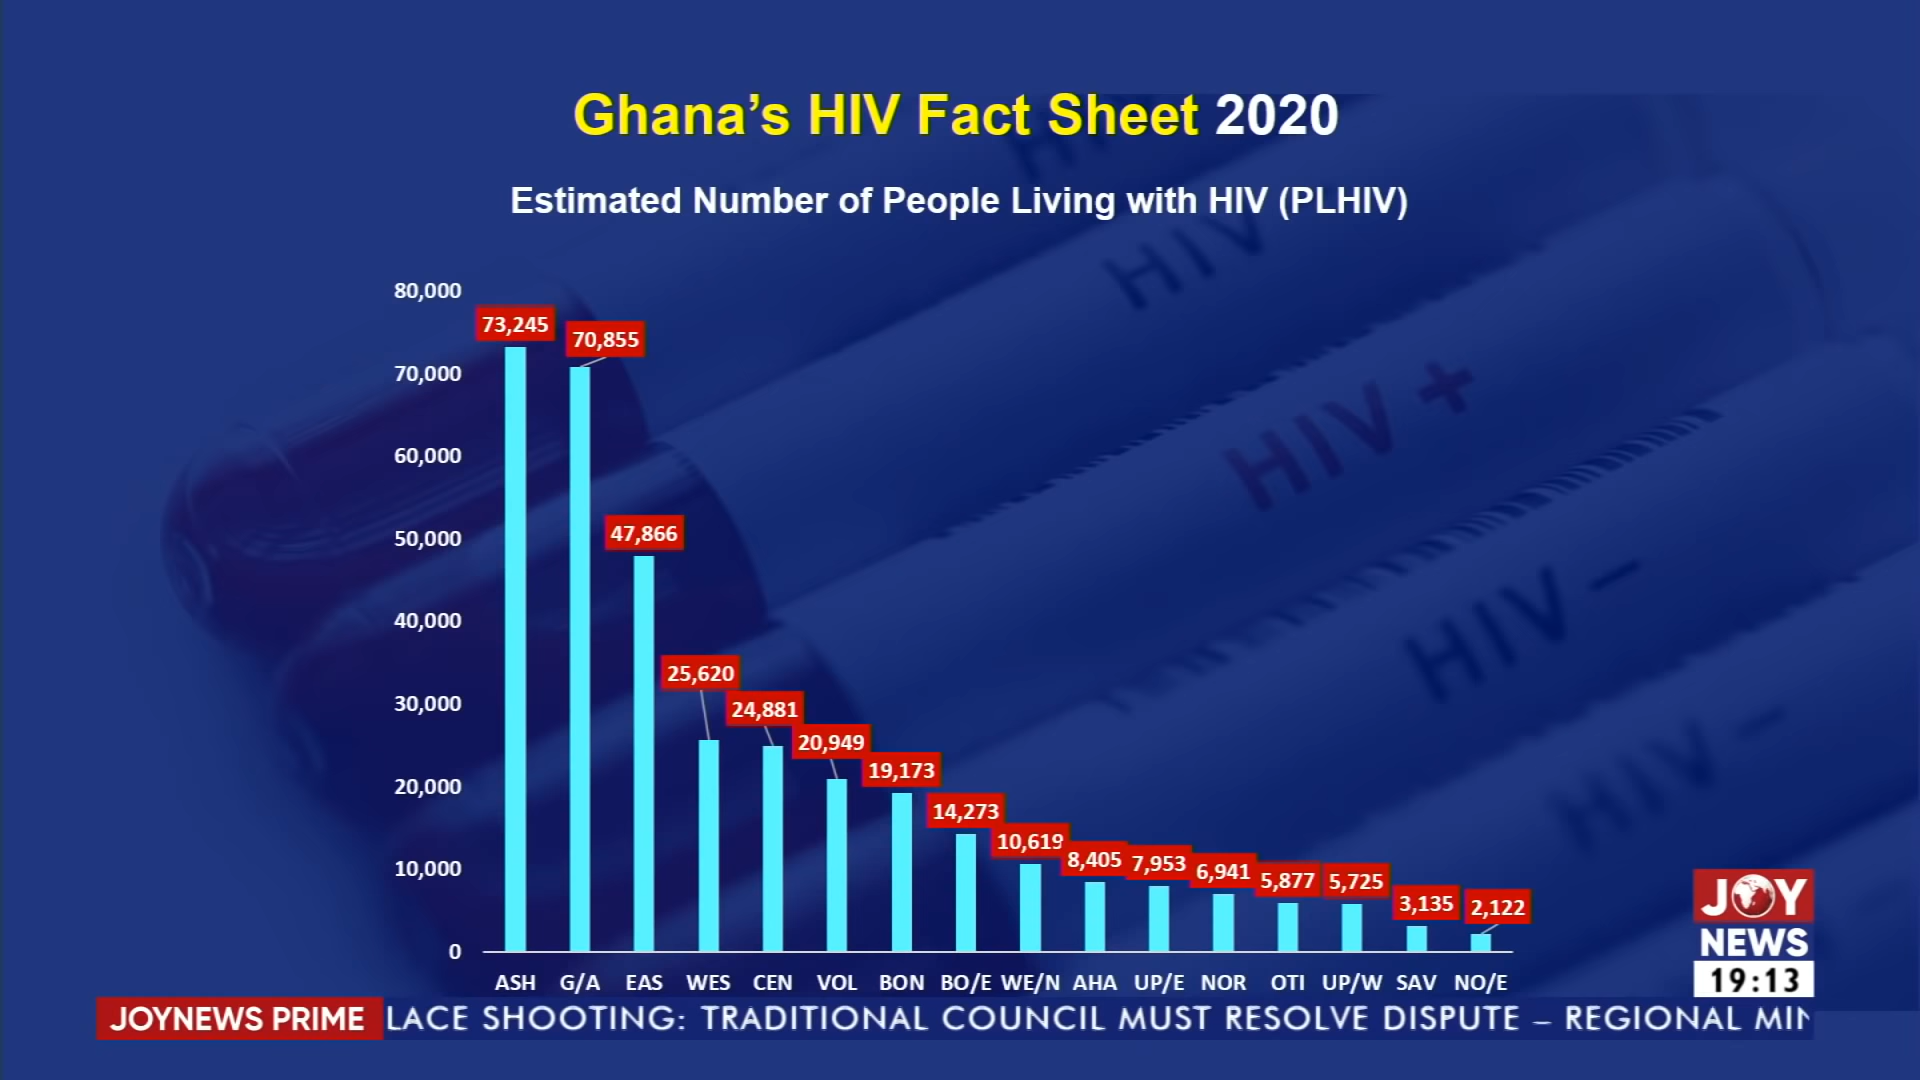 Ghana's HIV Fact Sheet 2020
Estimated Number of People Living with HIV (PLHIV)
HIV
HIV +
HIV –
HIV –
80,000
70,000
60,000
50,000
40,000
30,000
20,000
10,000
0
73,245
70,855
47,866
25,620
24,881
20,949
19,173
14,273
10,619
8,405
7,953
6,941
5,877
5,725
3,135
2,122
ASH G/A EAS WES CEN VOL BON BO/E WE/N AHA UP/E NOR OTI UP/W SAV NO/E
JOY
NEWS
19:13
JOYNEWS PRIME
LACE SHOOTING: TRADITIONAL COUNCIL MUST RESOLVE DISPUTE – REGIONAL MIN